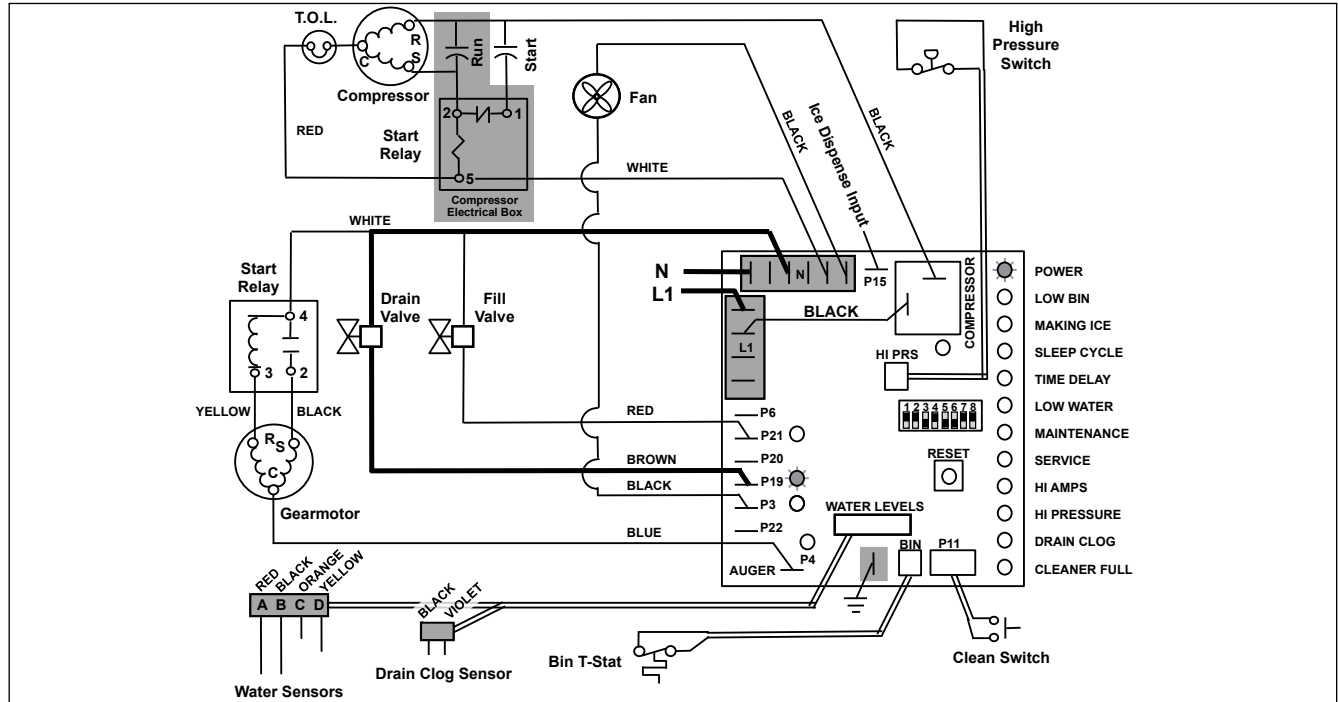 T.O.L.
R
S
C
Compressor
Run
Start
RED
2
1
Start
Relay
5
Compressor
Electrical Box
Fan
WHITE
BLACK
Ice Dispense Input
BLACK
High
Pressure
Switch
WHITE
Start
Relay
4
3
2
YELLOW
BLACK
R
S
C
Gearmotor
Drain
Valve
Fill
Valve
N
L1
N
P15
BLACK
L1
COMPRESSOR
HI PRS
1 2 3 4 5 6 7 8
RESET
RED
BROWN
BLACK
BLUE
P6
P21
P20
P19
P3
P22
P4
AUGER
WATER LEVELS
BIN
P11
POWER
LOW BIN
MAKING ICE
SLEEP CYCLE
TIME DELAY
LOW WATER
MAINTENANCE
SERVICE
HI AMPS
HI PRESSURE
DRAIN CLOG
CLEANER FULL
RED
BLACK
ORANGE
YELLOW
A B C D
Water Sensors
BLACK
VIOLET
Drain Clog Sensor
Bin T-Stat
Clean Switch